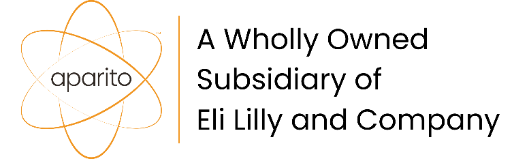 aparito
A Wholly Owned
Subsidiary of
Eli Lilly and Company